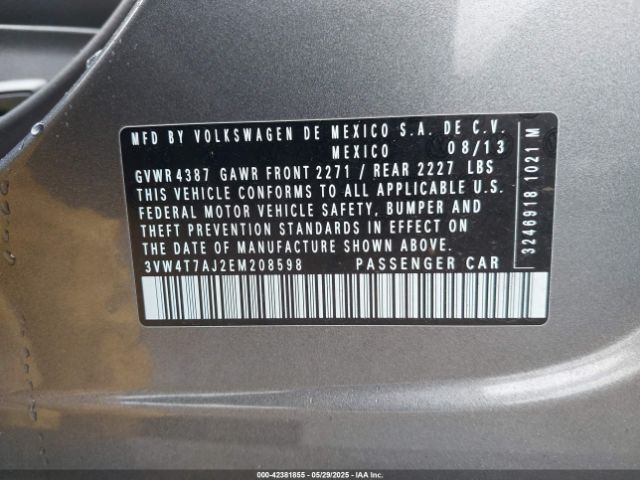 MFD BY VOLKSWAGEN DE MEXICO S.A. DE C.V.
MEXICO 08/13
GVWR 4387 GAWR FRONT 2271 / REAR 2227 LBS
THIS VEHICLE CONFORMS TO ALL APPLICABLE U.S.
FEDERAL MOTOR VEHICLE SAFETY, BUMPER AND
THEFT PREVENTION STANDARDS IN EFFECT ON
THE DATE OF MANUFACTURE SHOWN ABOVE.
3VW4T7AJ2EM208598 PASSENGER CAR
3246918 1021 M
000-42381855 - 05/29/2025 - IAAI.COM